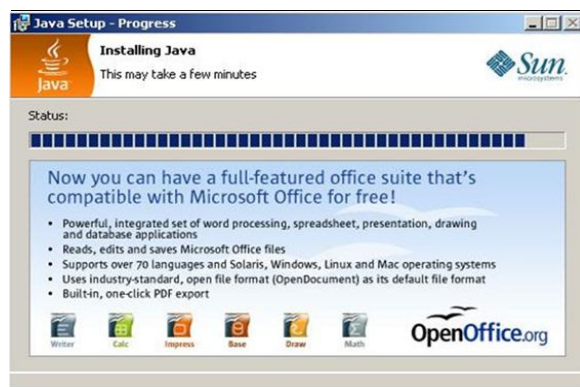 Java Setup - Progress
Java
Installing Java
This may take a few minutes
Sun
microsystems
Status:
Now you can have a full-featured office suite that's
compatible with Microsoft Office for free!
• Powerful, integrated set of word processing, spreadsheet, presentation, drawing
and database applications
• Reads, edits and saves Microsoft Office files
• Supports over 70 languages and Solaris, Windows, Linux and Mac operating systems
• Uses industry-standard, open file format (OpenDocument) as its default file format
• Built-in, one-click PDF export
Writer Calc Impress Base Draw Math
OpenOffice.org